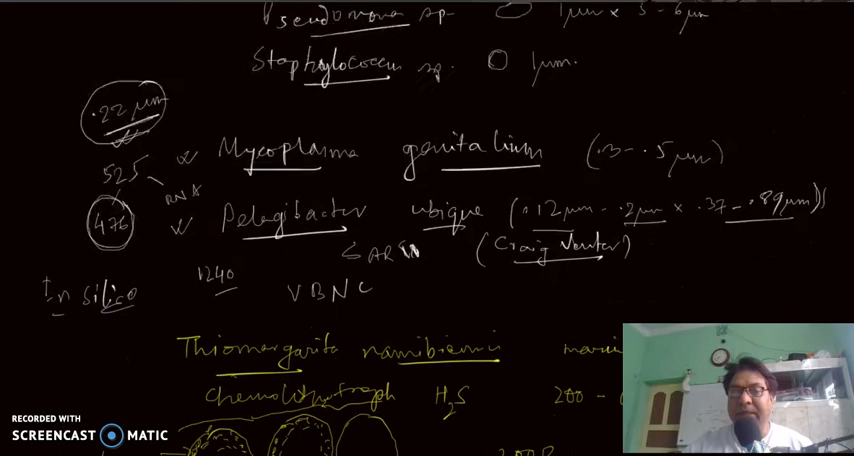 Pseudomonas sp. 1μm x 3-6μm
Staphylococcus sp. 1μm.
.22 μm
525 Mycoplasma genitalium (.3 - .5μm)
RNA
476 Pelagibacter ubique (.12μm - .2μm x .37 - .89μm)
SAR11 (Craig Venter)
In silico 1240 VBNC
Thiomargarita namibiensis
Chemolithotroph H2S 200 -
RECORDED WITH
SCREENCAST MATIC